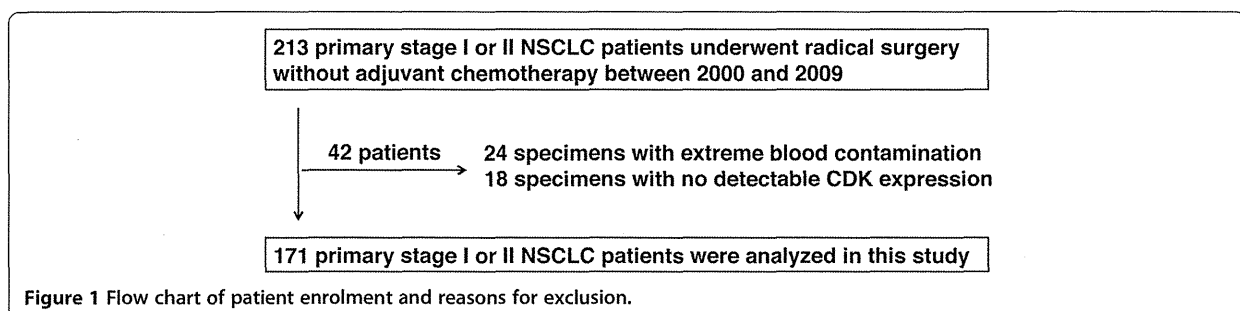 213 primary stage I or II NSCLC patients underwent radical surgery
without adjuvant chemotherapy between 2000 and 2009
42 patients
24 specimens with extreme blood contamination
18 specimens with no detectable CDK expression
171 primary stage I or II NSCLC patients were analyzed in this study
Figure 1 Flow chart of patient enrolment and reasons for exclusion.